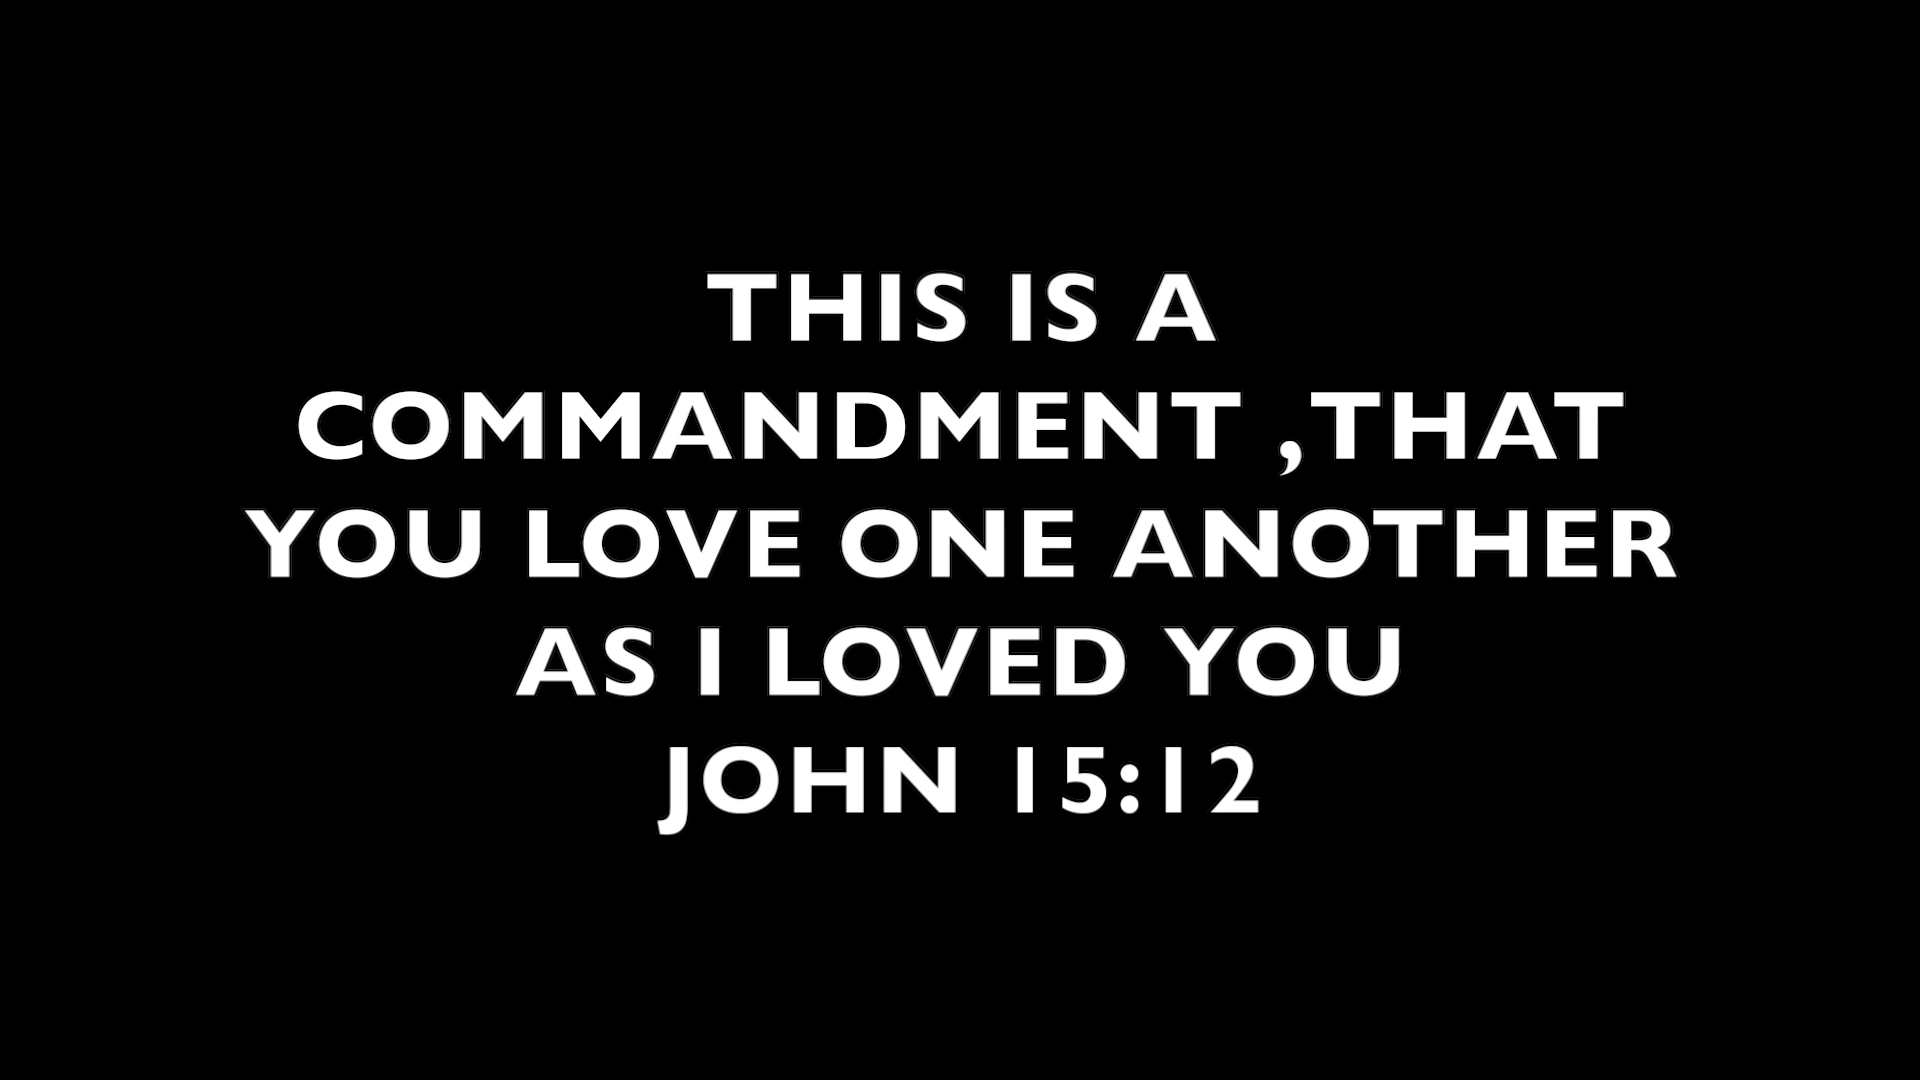 THIS IS A
COMMANDMENT ,THAT
YOU LOVE ONE ANOTHER
AS I LOVED YOU
JOHN 15:12